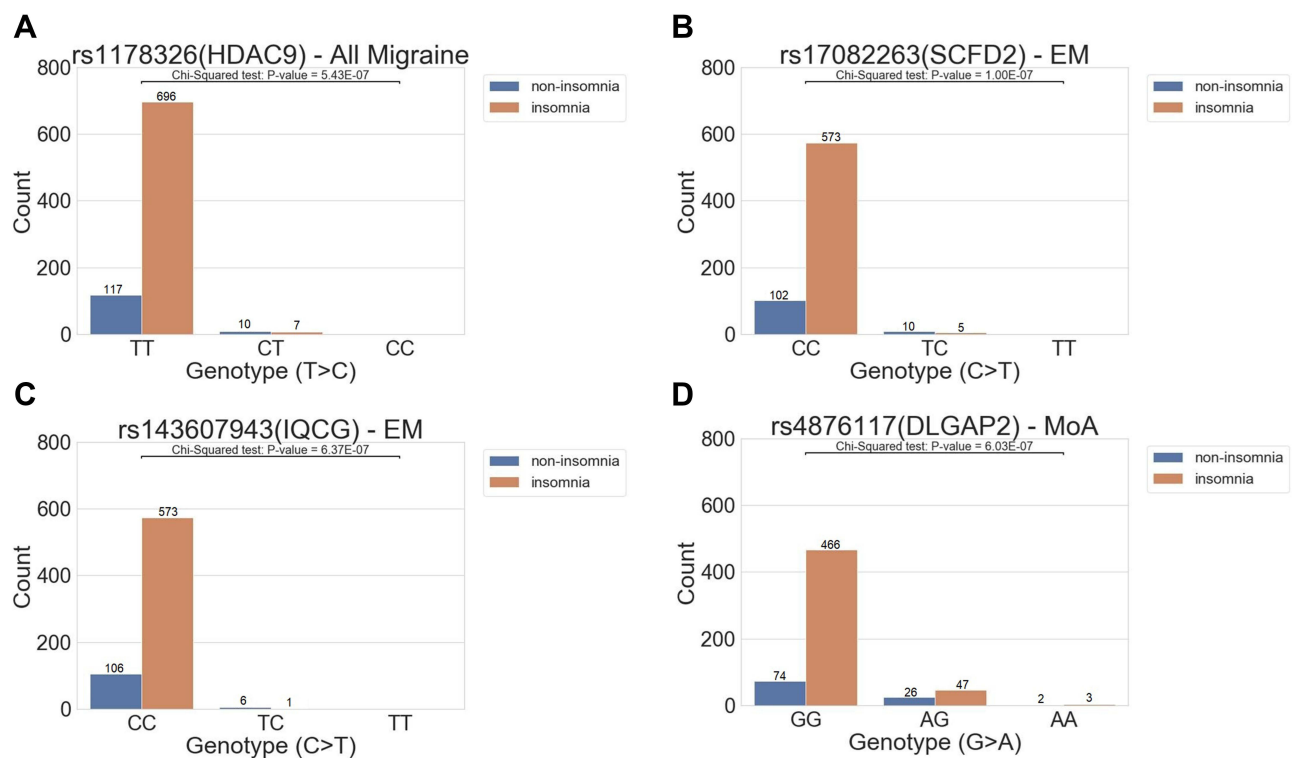 A
rs1178326(HDAC9) - All Migraine
Chi-Squared test: P-value = 5.43E-07
800
600
400
200
0
Count
696
117
10
7
TT
CT
CC
Genotype (T>C)
non-insomnia
insomnia
B
rs17082263(SCFD2) - EM
Chi-Squared test: P-value = 1.00E-07
800
600
400
200
0
Count
573
102
10
5
CC
TC
TT
Genotype (C>T)
non-insomnia
insomnia
C
rs143607943(IQCG) - EM
Chi-Squared test: P-value = 6.37E-07
800
600
400
200
0
Count
573
106
6
1
CC
TC
TT
Genotype (C>T)
non-insomnia
insomnia
D
rs4876117(DLGAP2) - MoA
Chi-Squared test: P-value = 6.03E-07
800
600
400
200
0
Count
466
74
26
47
2
3
GG
AG
AA
Genotype (G>A)
non-insomnia
insomnia